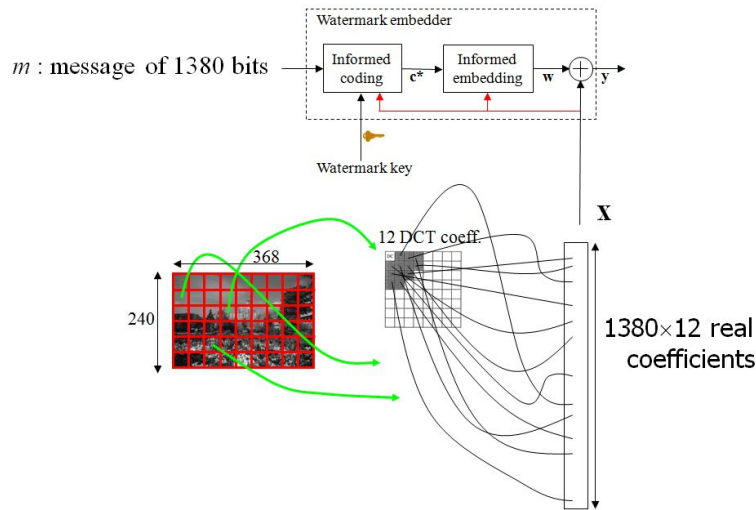 Watermark embedder
m : message of 1380 bits
Informed
coding
c*
Informed
embedding
w
y
Watermark key
X
12 DCT coeff.
DC
368
240
1380×12 real
coefficients